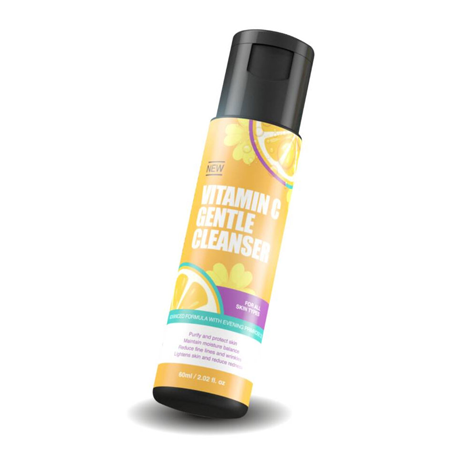 NEW
VITAMIN C
GENTLE
CLEANSER
FOR ALL
SKIN TYPES
FORMULA WITH EVENING
Purify and protect skin
Maintain moisture balance
Reduce fine lines and
Lightens skin and reduce
60ml / 2.02 fl. oz